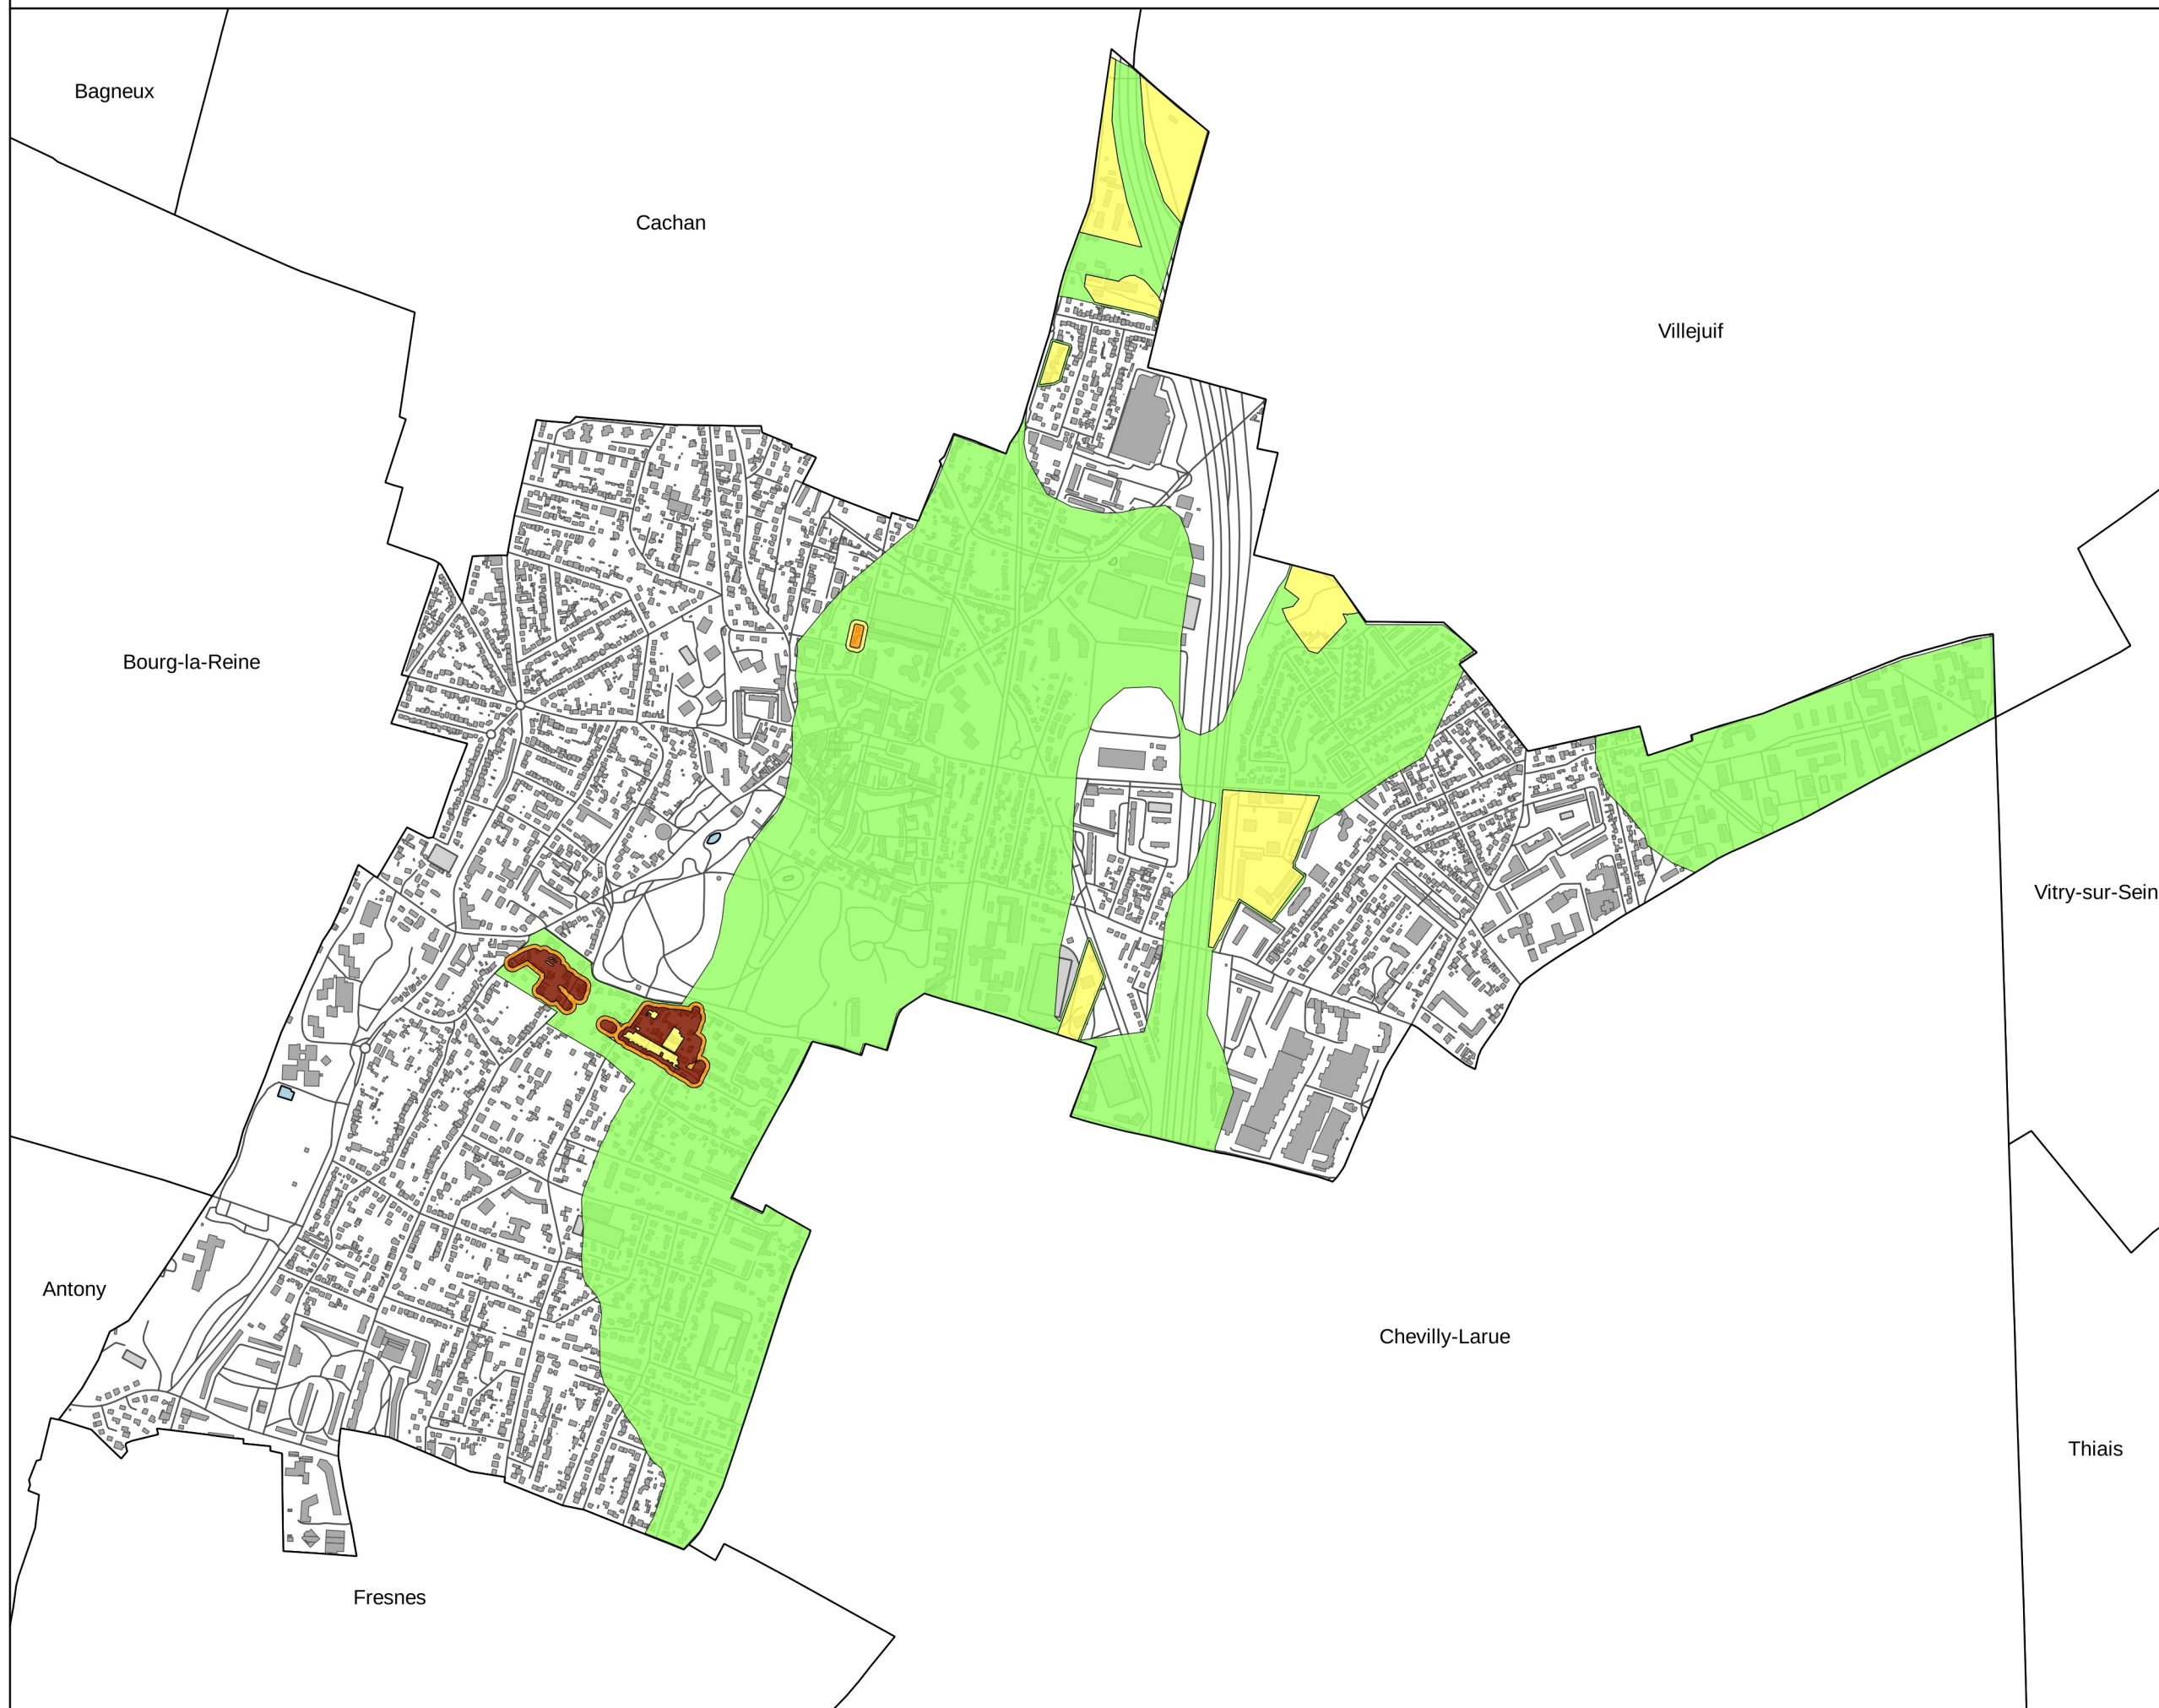 Bagneux
Cachan
Villejuif
Bourg-la-Reine
Vitry-sur-Sein
Antony
Chevilly-Larue
Thiais
Fresnes